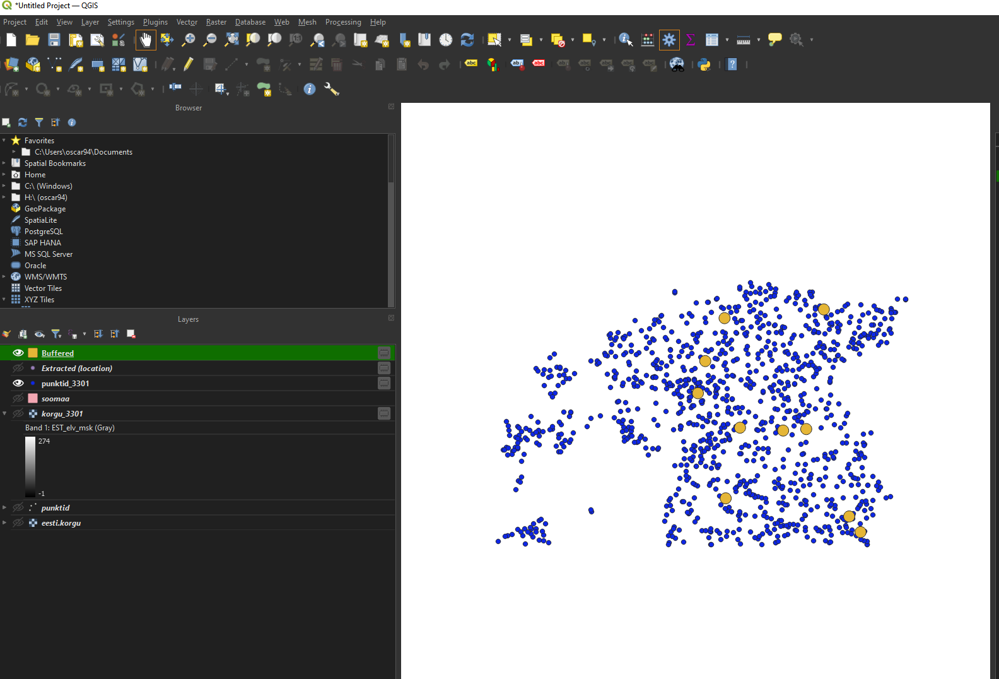 *Untitled Project — QGIS
Project Edit View Layer Settings Plugins Vector Raster Database Web Mesh Processing Help
abc abc abc
Browser
Favorites
C:\Users\oscar94\Documents
Spatial Bookmarks
Home
C:\ (Windows)
H:\ (oscar94)
GeoPackage
SpatiaLite
PostgreSQL
SAP HANA
MS SQL Server
Oracle
WMS/WMTS
Vector Tiles
XYZ Tiles
Layers
Buffered
Extracted (location)
punktid_3301
soomaa
korgu_3301
Band 1: EST_elv_msk (Gray)
274
-1
punktid
eesti.korgu